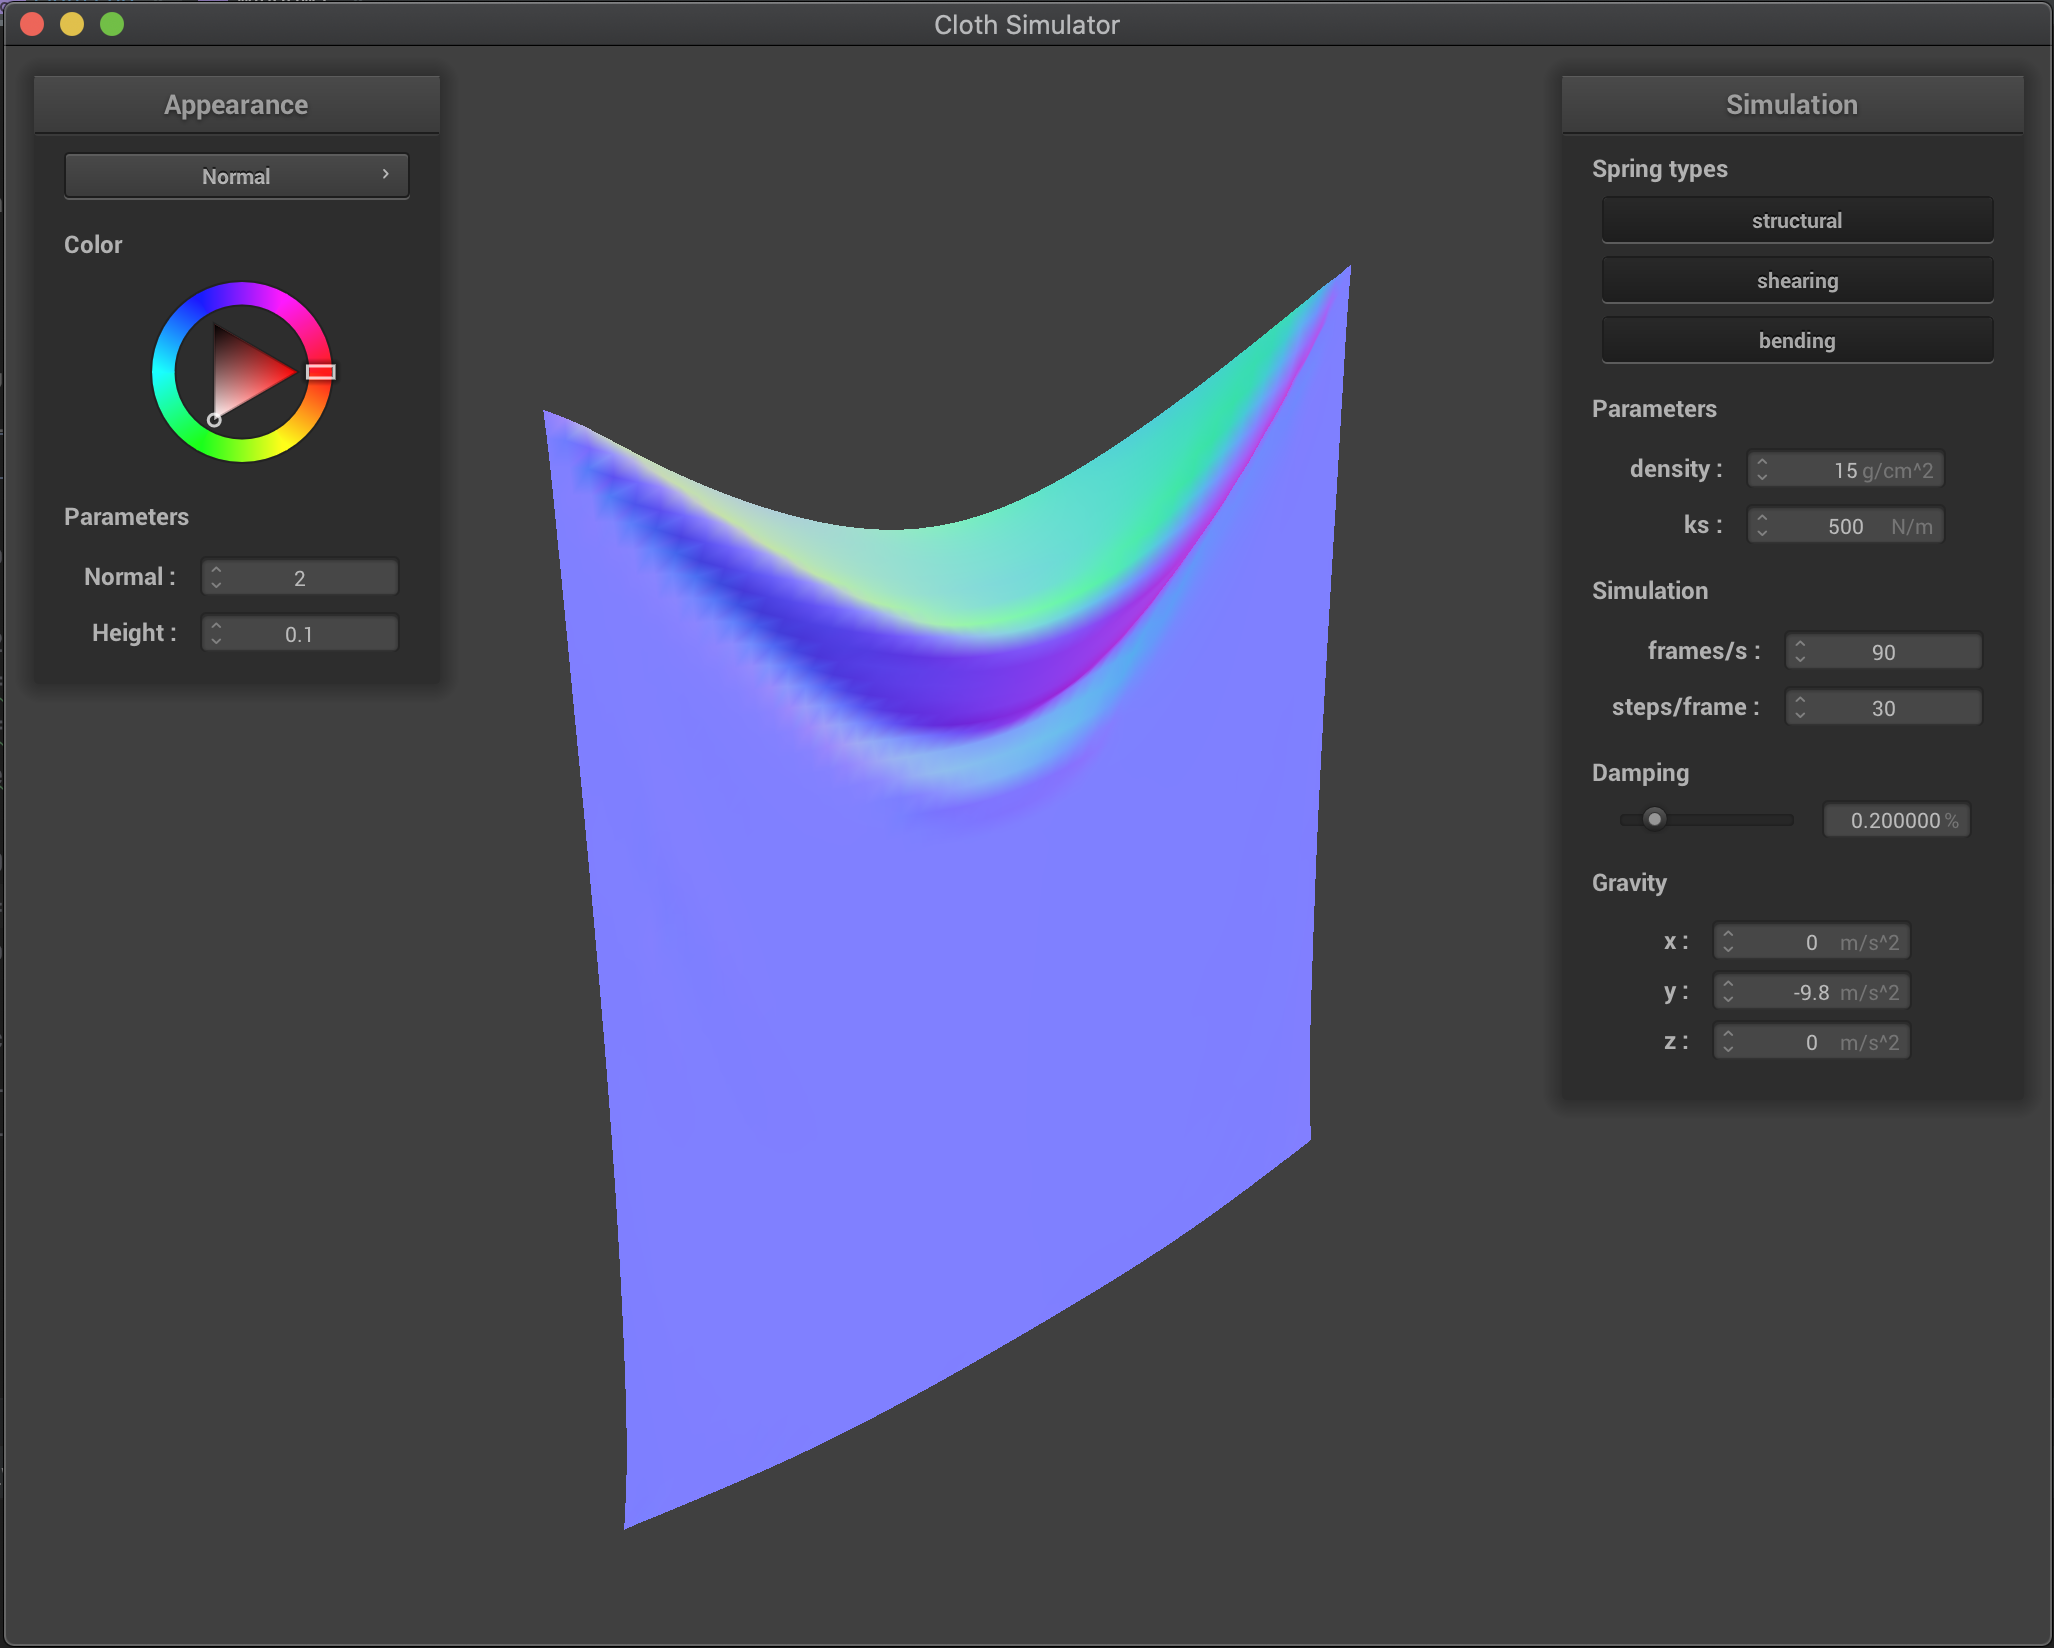 Cloth Simulator
Appearance
Normal
Color
Parameters
Normal : 2
Height : 0.1
Simulation
Spring types
structural
shearing
bending
Parameters
density : 15 g/cm^2
ks : 500 N/m
Simulation
frames/s : 90
steps/frame : 30
Damping
0.200000 %
Gravity
x : 0 m/s^2
y : -9.8 m/s^2
z : 0 m/s^2